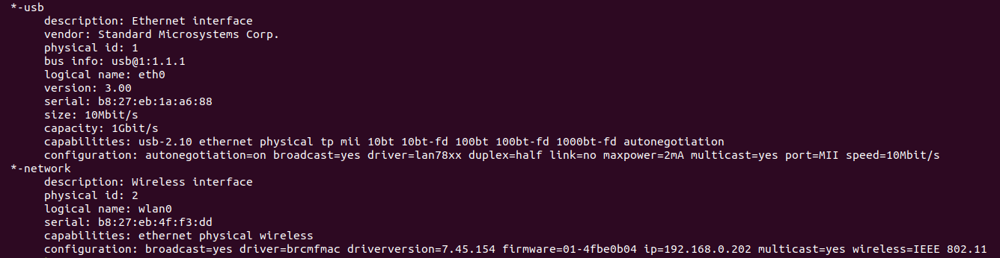 *-usb
description: Ethernet interface
vendor: Standard Microsystems Corp.
physical id: 1
bus info: usb@1:1.1.1
logical name: eth0
version: 3.00
serial: b8:27:eb:1a:a6:88
size: 10Mbit/s
capacity: 1Gbit/s
capabilities: usb-2.10 ethernet physical tp mii 10bt 10bt-fd 100bt 100bt-fd 1000bt-fd autonegotiation
configuration: autonegotiation=on broadcast=yes driver=lan78xx duplex=half link=no maxpower=2mA multicast=yes port=MII speed=10Mbit/s
*-network
description: Wireless interface
physical id: 2
logical name: wlan0
serial: b8:27:eb:4f:f3:dd
capabilities: ethernet physical wireless
configuration: broadcast=yes driver=brcmfmac driverversion=7.45.154 firmware=01-4fbe0b04 ip=192.168.0.202 multicast=yes wireless=IEEE 802.11